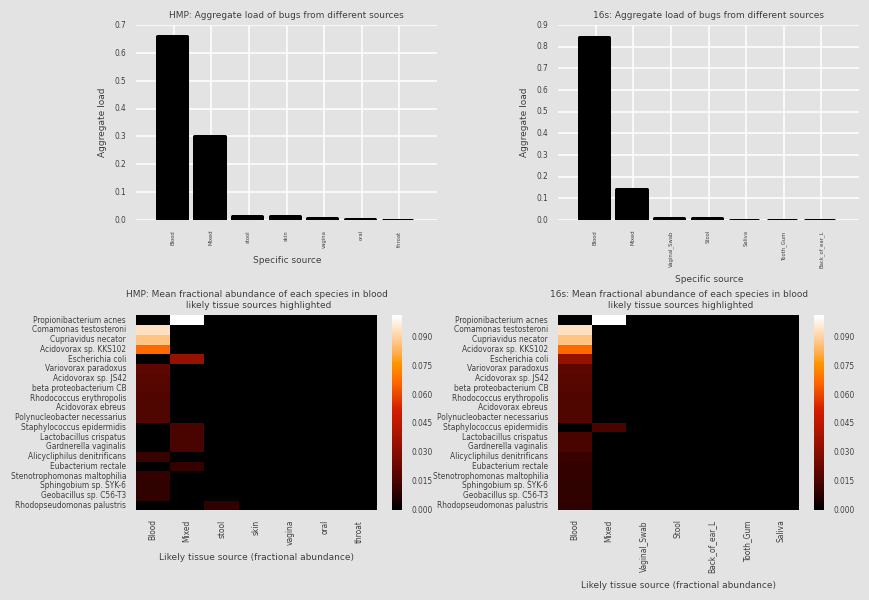 HMP: Aggregate load of bugs from different sources
0.7
0.6
0.5
0.4
0.3
0.2
0.1
0.0
Aggregate load
Blood
Mixed
stool
skin
vagina
oral
throat
Specific source
16s: Aggregate load of bugs from different sources
0.9
0.8
0.7
0.6
0.5
0.4
0.3
0.2
0.1
0.0
Aggregate load
Blood
Mixed
Vaginal_Swab
Stool
Saliva
Tooth_Gum
Back_of_ear_L
Specific source
HMP: Mean fractional abundance of each species in blood
likely tissue sources highlighted
Propionibacterium acnes
Comamonas testosteroni
Cupriavidus necator
Acidovorax sp. KKS102
Escherichia coli
Variovorax paradoxus
Acidovorax sp. JS42
beta proteobacterium CB
Rhodococcus erythropolis
Acidovorax ebreus
Polynucleobacter necessarius
Staphylococcus epidermidis
Lactobacillus crispatus
Gardnerella vaginalis
Alicycliphilus denitrificans
Eubacterium rectale
Stenotrophomonas maltophilia
Sphingobium sp. SYK-6
Geobacillus sp. C56-T3
Rhodopseudomonas palustris
Blood
Mixed
stool
skin
vagina
oral
throat
Likely tissue source (fractional abundance)
0.090
0.075
0.060
0.045
0.030
0.015
0.000
16s: Mean fractional abundance of each species in blood
likely tissue sources highlighted
Propionibacterium acnes
Comamonas testosteroni
Cupriavidus necator
Acidovorax sp. KKS102
Escherichia coli
Variovorax paradoxus
Acidovorax sp. JS42
beta proteobacterium CB
Rhodococcus erythropolis
Acidovorax ebreus
Polynucleobacter necessarius
Staphylococcus epidermidis
Lactobacillus crispatus
Gardnerella vaginalis
Alicycliphilus denitrificans
Eubacterium rectale
Stenotrophomonas maltophilia
Sphingobium sp. SYK-6
Geobacillus sp. C56-T3
Rhodopseudomonas palustris
Blood
Mixed
Vaginal_Swab
Stool
Back_of_ear_L
Tooth_Gum
Saliva
Likely tissue source (fractional abundance)
0.090
0.075
0.060
0.045
0.030
0.015
0.000